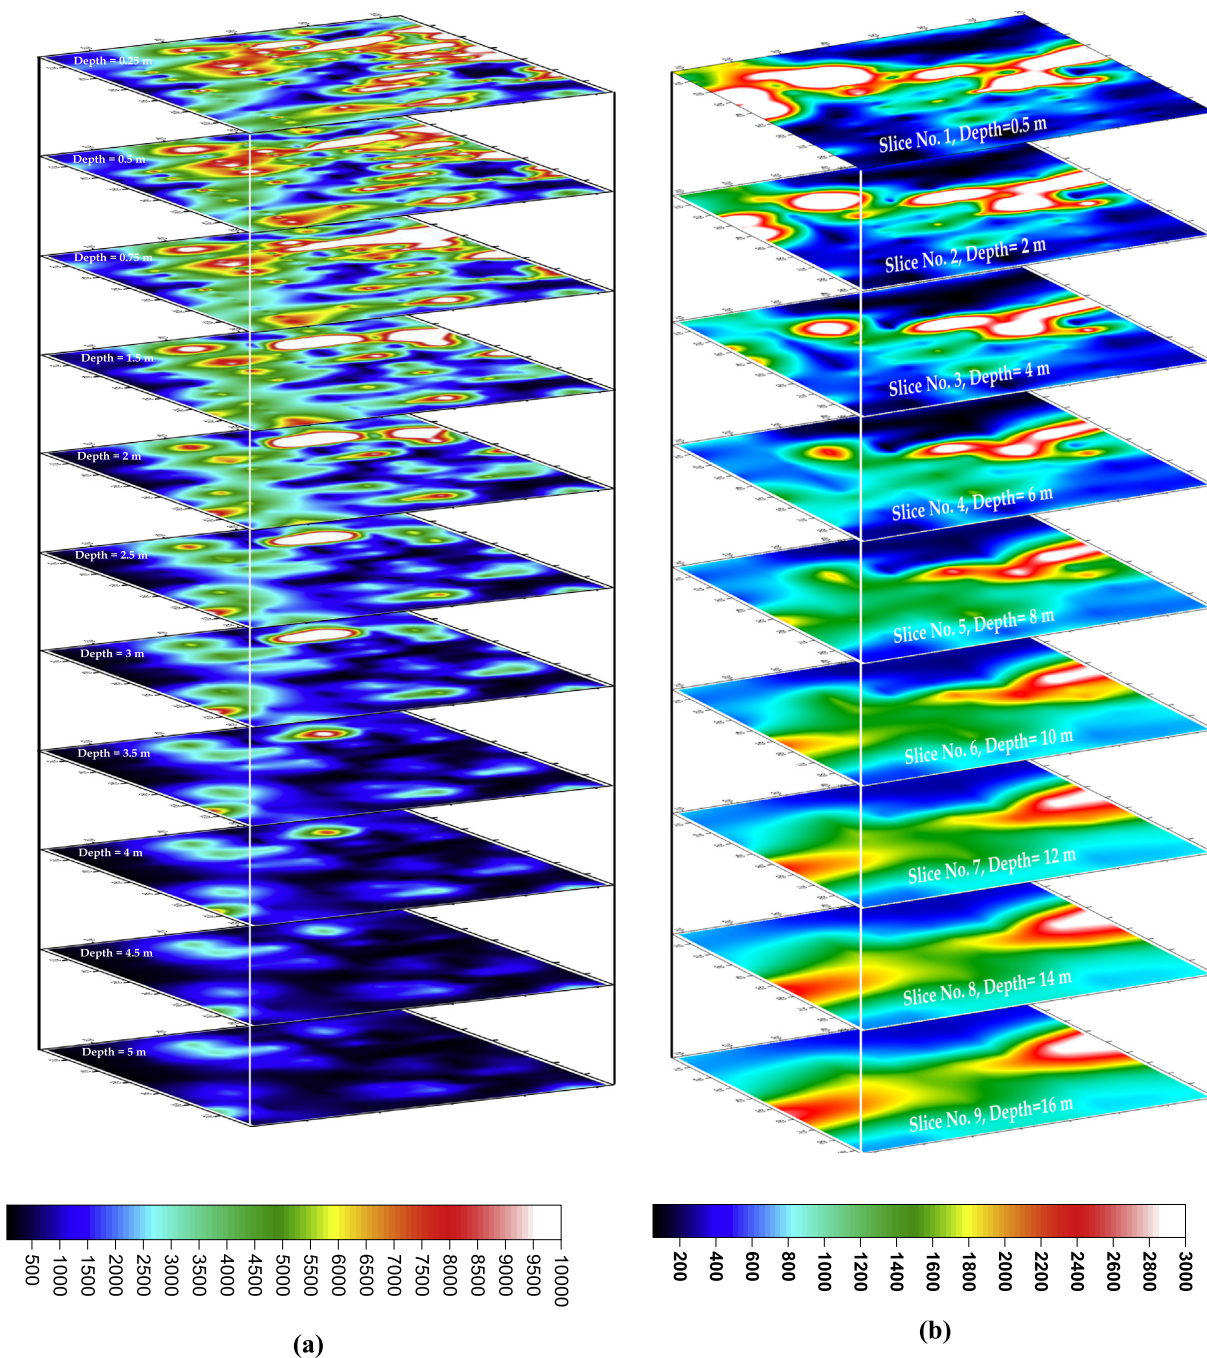 Depth = 0.25 m
Depth = 0.5 m
Depth = 0.75 m
Depth = 1.5 m
Depth = 2 m
Depth = 2.5 m
Depth = 3 m
Depth = 3.5 m
Depth = 4 m
Depth = 4.5 m
Depth = 5 m
500 1000 1500 2000 2500 3000 3500 4000 4500 5000 5500 6000 6500 7000 7500 8000 8500 9000 9500 10000
(a)
Slice No. 1, Depth=0.5 m
Slice No. 2, Depth= 2 m
Slice No. 3, Depth= 4 m
Slice No. 4, Depth= 6 m
Slice No. 5, Depth= 8 m
Slice No. 6, Depth= 10 m
Slice No. 7, Depth= 12 m
Slice No. 8, Depth= 14 m
Slice No. 9, Depth=16 m
200 400 600 800 1000 1200 1400 1600 1800 2000 2200 2400 2600 2800 3000
(b)